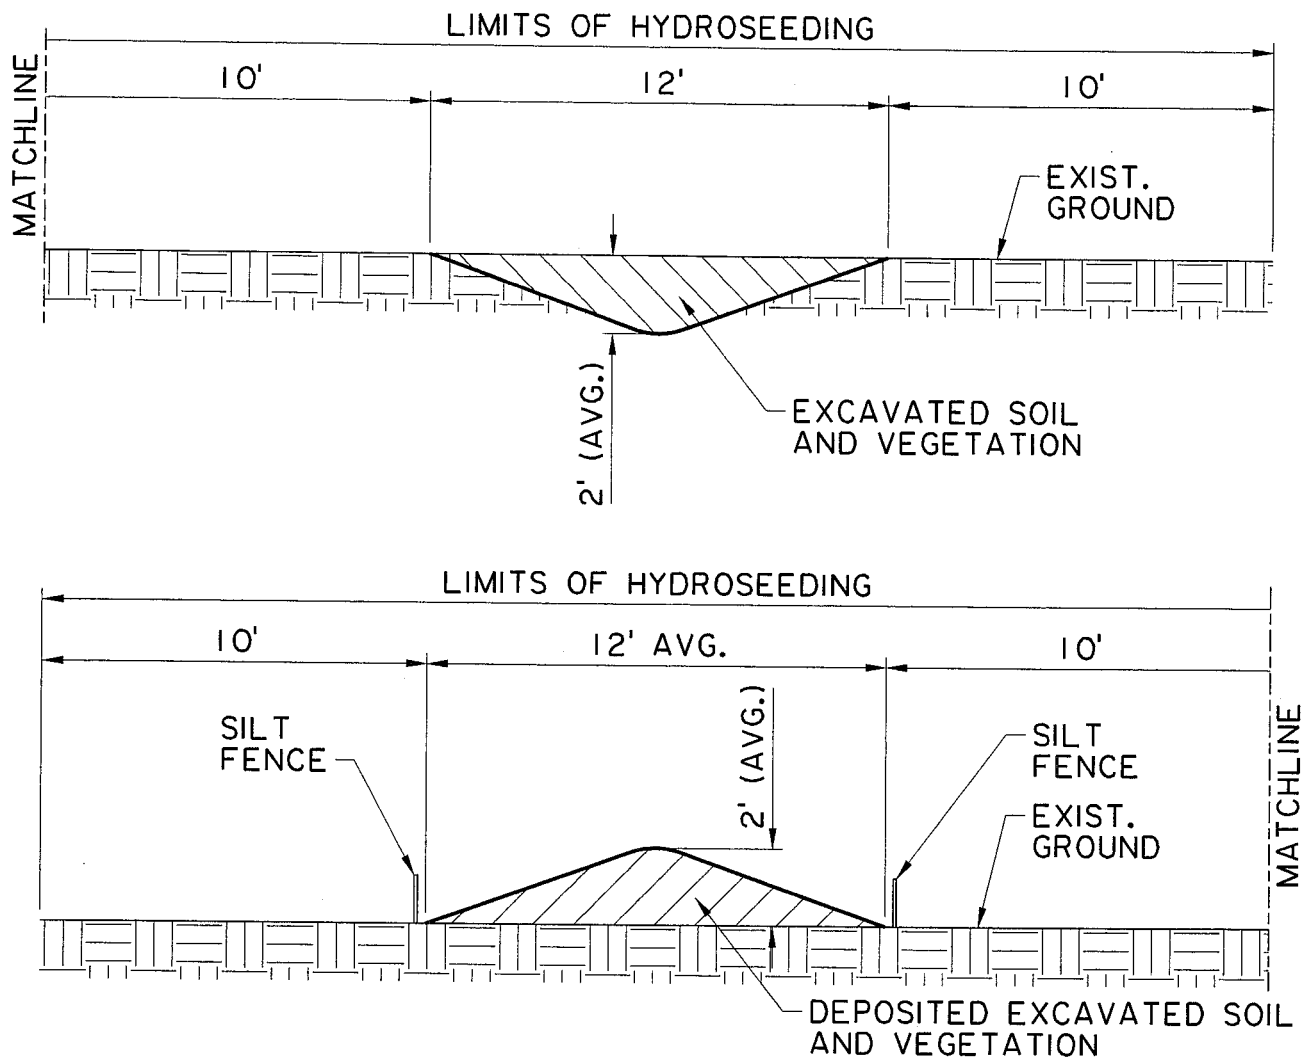 LIMITS OF HYDROSEEDING
10'
12'
10'
MATCHLINE
EXIST.
GROUND
2' (AVG.)
EXCAVATED SOIL
AND VEGETATION
LIMITS OF HYDROSEEDING
10'
12' AVG.
10'
SILT
FENCE
2' (AVG.)
SILT
FENCE
EXIST.
GROUND
MATCHLINE
DEPOSITED EXCAVATED SOIL
AND VEGETATION